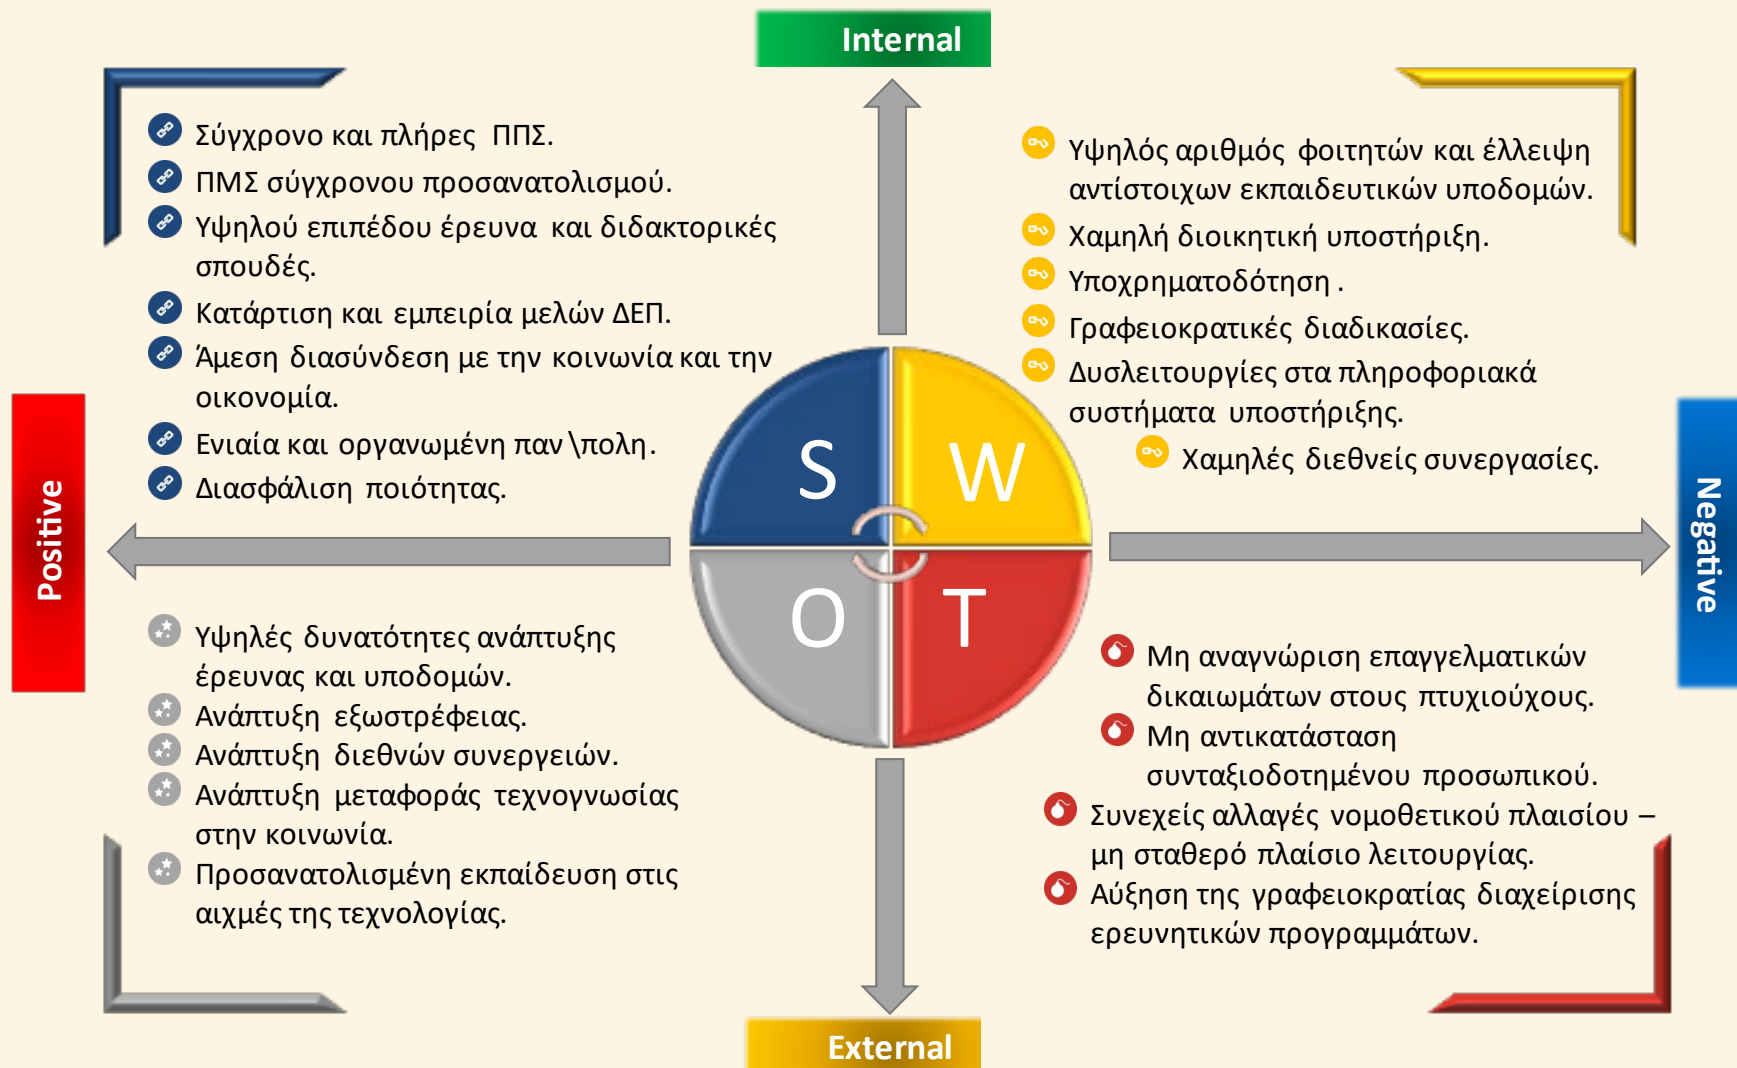 Internal
Σύγχρονο και πλήρες ΠΠΣ.
ΠΜΣ σύγχρονου προσανατολισμού.
Υψηλού επιπέδου έρευνα και διδακτορικές
σπουδές.
Κατάρτιση και εμπειρία μελών ΔΕΠ.
Άμεση διασύνδεση με την κοινωνία και την
οικονομία.
Ενιαία και οργανωμένη παν\πολη.
Διασφάλιση ποιότητας.
Υψηλός αριθμός φοιτητών και έλλειψη
αντίστοιχων εκπαιδευτικών υποδομών.
Χαμηλή διοικητική υποστήριξη.
Υποχρηματοδότηση .
Γραφειοκρατικές διαδικασίες.
Δυσλειτουργίες στα πληροφοριακά
συστήματα υποστήριξης.
Χαμηλές διεθνείς συνεργασίες.
S W
O T
Positive
Negative
Υψηλές δυνατότητες ανάπτυξης
έρευνας και υποδομών.
Ανάπτυξη εξωστρέφειας.
Ανάπτυξη διεθνών συνεργειών.
Ανάπτυξη μεταφοράς τεχνογνωσίας
στην κοινωνία.
Προσανατολισμένη εκπαίδευση στις
αιχμές της τεχνολογίας.
Μη αναγνώριση επαγγελματικών
δικαιωμάτων στους πτυχιούχους.
Μη αντικατάσταση
συνταξιοδοτημένου προσωπικού.
Συνεχείς αλλαγές νομοθετικού πλαισίου –
μη σταθερό πλαίσιο λειτουργίας.
Αύξηση της γραφειοκρατίας διαχείρισης
ερευνητικών προγραμμάτων.
External